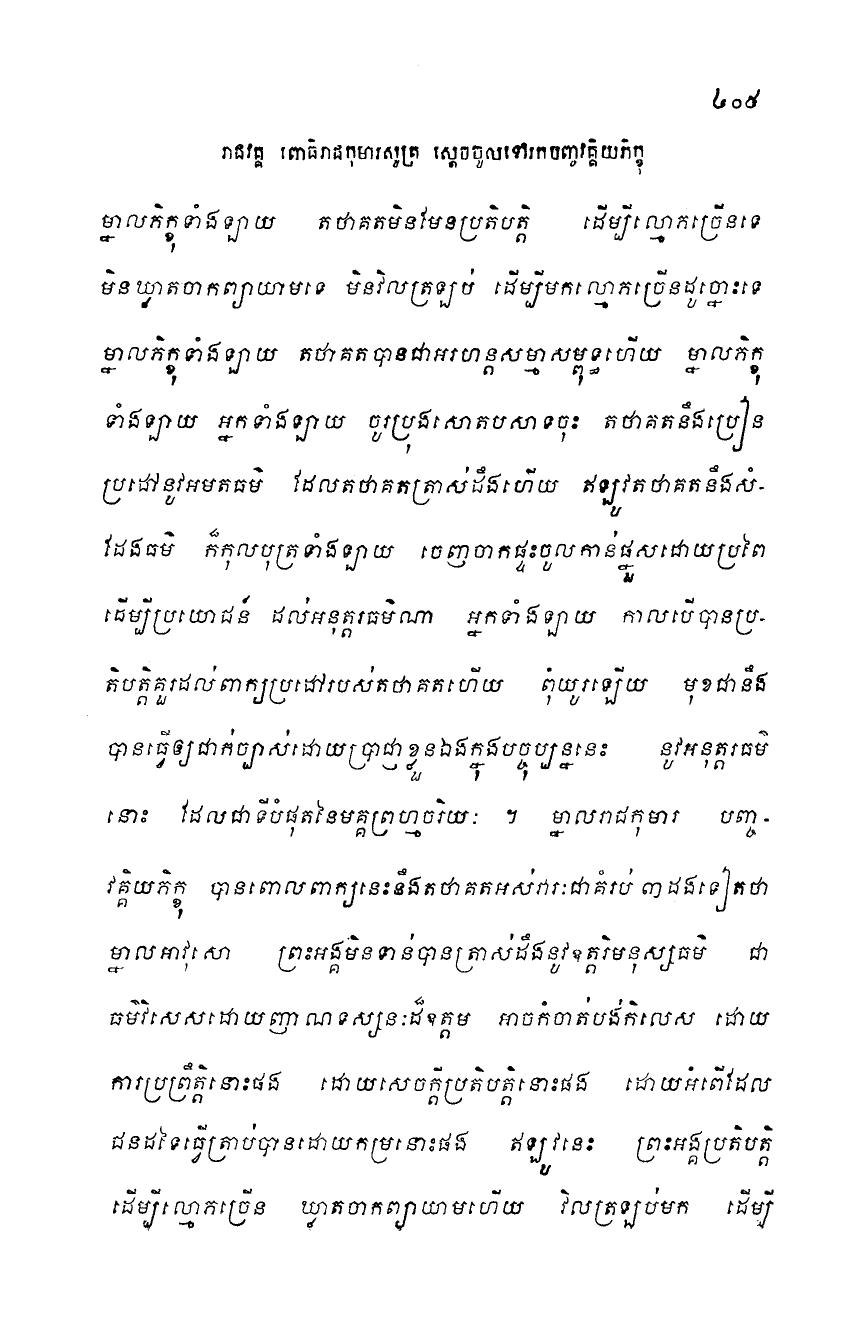 ៤០៩
រាជវគ្គ ពោធិរាជកុមារសូត្រ ស្តេចចូលទៅរកបញ្ចវគ្គិយភិក្ខុ
ម្នាលភិក្ខុទាំងឡាយ តថាគតមិនមែនប្រតិបត្តិ ដើម្បីល្មោភច្រើនទេ
មិនឃ្លាតចាកព្យាយាមទេ មិនវិលត្រឡប់ ដើម្បីមកល្មោភច្រើនដូច្នោះទេ
ម្នាលភិក្ខុទាំងឡាយ តថាគតបានជាអរហន្តសម្មាសម្ពុទ្ធហើយ ម្នាលភិក្ខុ
ទាំងឡាយ អ្នកទាំងឡាយ ចូរប្រុងសោតបសាទចុះ តថាគតនឹងប្រៀន
ប្រដៅនូវអមតធម៌ ដែលតថាគតត្រាស់ដឹងហើយ ឥឡូវតថាគតនឹងសំ-
ដែងធម៌ ក៏កុលបុត្រទាំងឡាយ ចេញចាកផ្ទះចូលកាន់ផ្នួសដោយប្រពៃ
ដើម្បីប្រយោជន៍ ដល់អនុត្តរធម៌ណា អ្នកទាំងឡាយ កាលបើបានប្រ-
តិបត្តិគួរដល់ពាក្យប្រដៅរបស់តថាគតហើយ ពុំយូរឡើយ មុខជានឹង
បានធ្វើឲ្យជាក់ច្បាស់ដោយប្រាជ្ញាខ្លួនឯងក្នុងបច្ចុប្បន្ននេះ នូវអនុត្តរធម៌
នោះ ដែលជាទីបំផុតនៃមគ្គព្រហ្មចរិយៈ ។ ម្នាលរាជកុមារ បញ្ច-
វគ្គិយភិក្ខុ បានពោលពាក្យនេះនឹងតថាគតអស់វារៈជាគំរប់ ៣ ដងទៀតថា
ម្នាលអាវុសោ ព្រះអង្គមិនទាន់បានត្រាស់ដឹងនូវឧត្តរិមនុស្សធម៌ ជា
ធម៌វិសេសដោយញាណទស្សនៈដ៏ឧត្តម អាចកំចាត់បង់កិលេស ដោយ
ការប្រព្រឹត្តិនោះផង ដោយសេចក្តីប្រតិបត្តិនោះផង ដោយអំពើដែល
ជនដទៃធ្វើត្រាប់បានដោយកម្រនោះផង ឥឡូវនេះ ព្រះអង្គប្រតិបត្តិ
ដើម្បីល្មោភច្រើន ឃ្លាតចាកព្យាយាមហើយ វិលត្រឡប់មក ដើម្បី